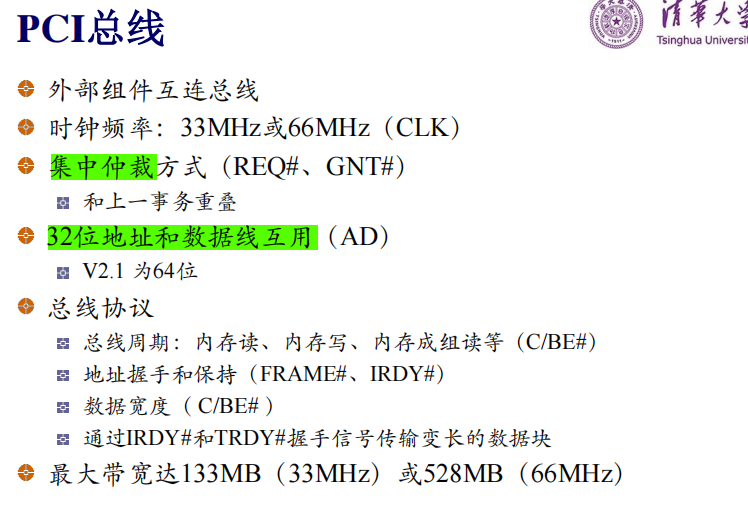 PCI总线
清華大學
Tsinghua Universit
外部组件互连总线
时钟频率：33MHz或66MHz（CLK）
集中仲裁方式（REQ#、GNT#）
和上一事务重叠
32位地址和数据线互用（AD）
V2.1 为64位
总线协议
总线周期：内存读、内存写、内存成组读等（C/BE#）
地址握手和保持（FRAME#、IRDY#）
数据宽度（ C/BE# ）
通过IRDY#和TRDY#握手信号传输变长的数据块
最大带宽达133MB（33MHz）或528MB（66MHz）